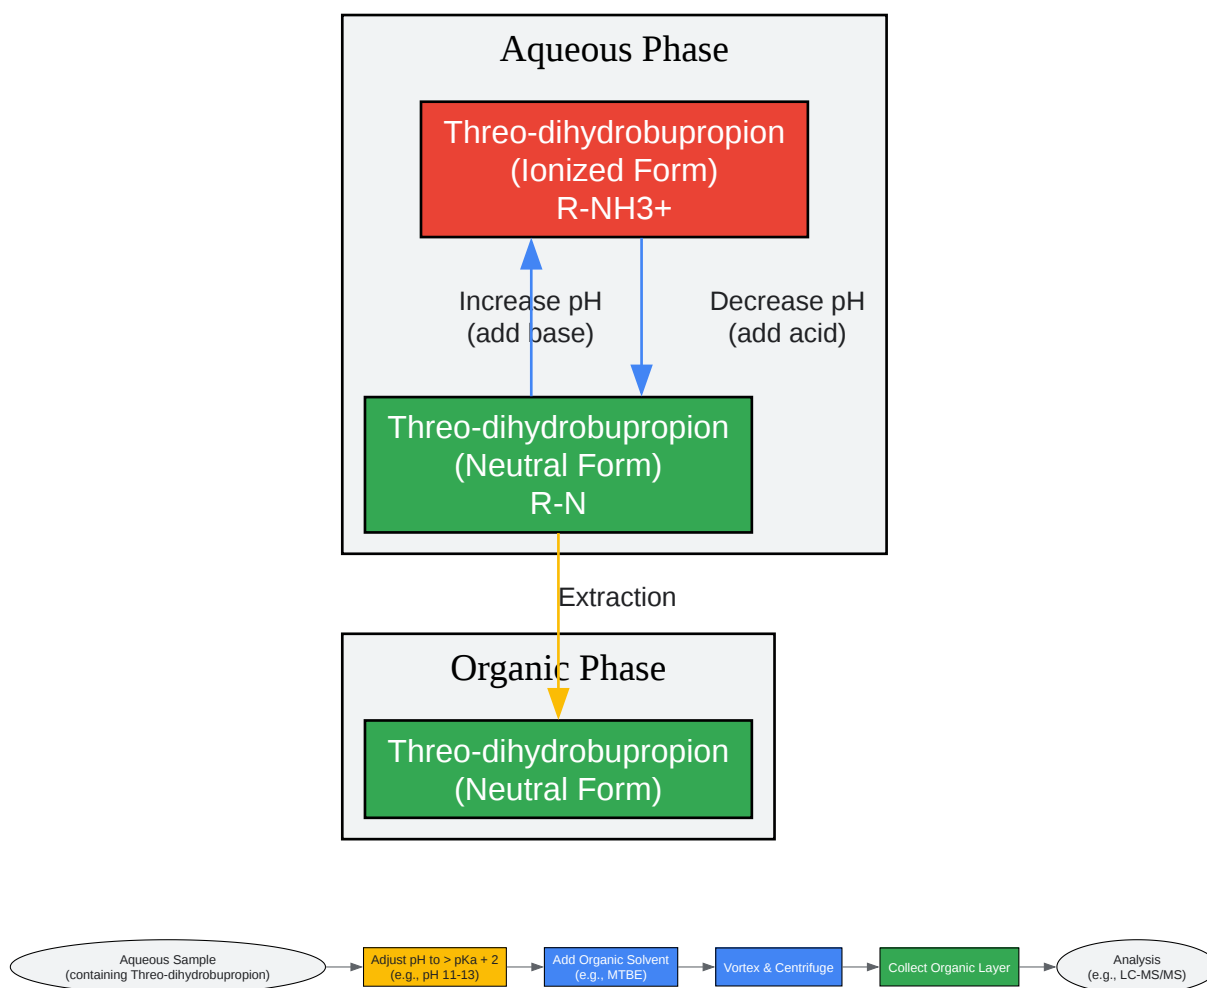 Aqueous Phase
Threo-dihydrobupropion
(Ionized Form)
R-NH3+
Increase pH
(add base)
Decrease pH
(add acid)
Threo-dihydrobupropion
(Neutral Form)
R-N
Extraction
Organic Phase
Threo-dihydrobupropion
(Neutral Form)
Aqueous Sample
(containing Threo-dihydrobupropion)
Adjust pH to > pKa + 2
(e.g., pH 11-13)
Add Organic Solvent
(e.g., MTBE)
Vortex & Centrifuge
Collect Organic Layer
Analysis
(e.g., LC-MS/MS)